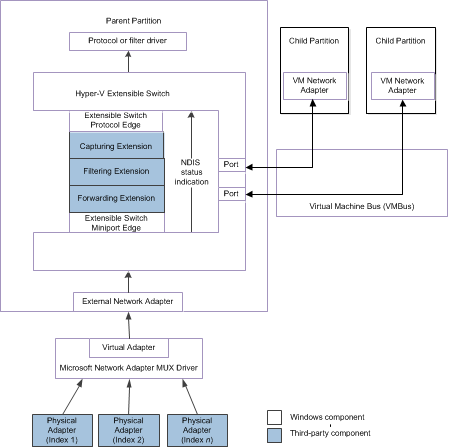 Parent Partition
Protocol or filter driver
Child Partition
Child Partition
VM Network
Adapter
VM Network
Adapter
Hyper-V Extensible Switch
Extensible Switch
Protocol Edge
Capturing Extension
Filtering Extension
Forwarding Extension
Extensible Switch
Miniport Edge
NDIS
status
indication
Port
Port
Virtual Machine Bus (VMBus)
External Network Adapter
Virtual Adapter
Microsoft Network Adapter MUX Driver
Physical
Adapter
(Index 1)
Physical
Adapter
(Index 2)
Physical
Adapter
(Index n)
Windows component
Third-party component